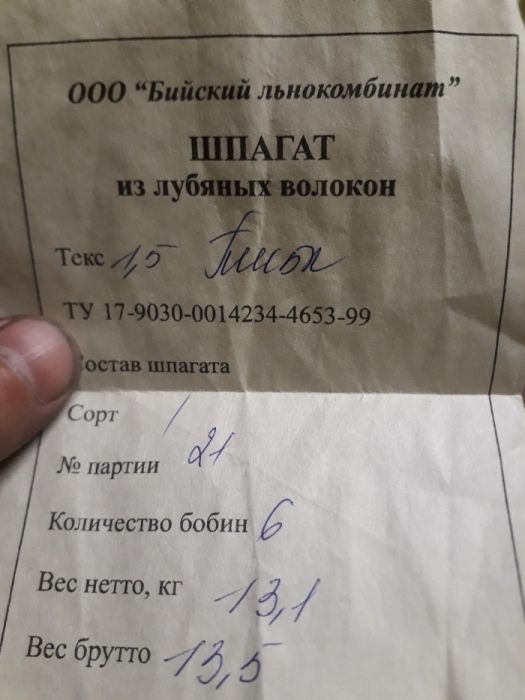 ООО “Бийский льнокомбинат”
ШПАГАТ
из лубяных волокон
Текс 1,5
ТУ 17-9030-0014234-4653-99
Состав шпагата
Сорт 1
№ партии 21
Количество бобин 6
Вес нетто, кг 13,1
Вес брутто 13,5